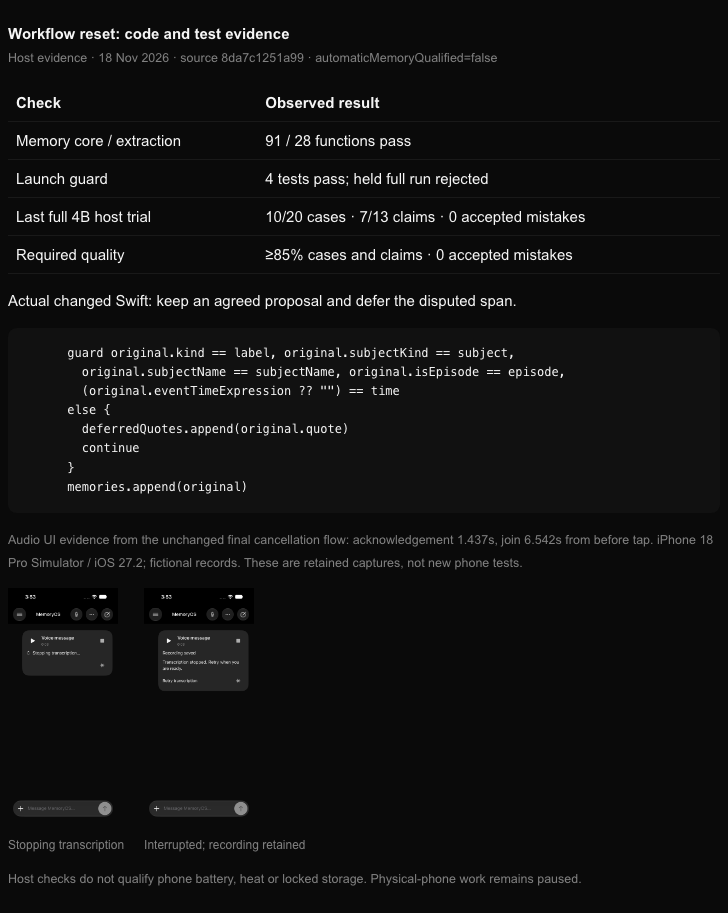 Workflow reset: code and test evidence
Host evidence · 18 Nov 2026 · source 8da7c1251a99 · automaticMemoryQualified=false
Check Observed result
Memory core / extraction 91 / 28 functions pass
Launch guard 4 tests pass; held full run rejected
Last full 4B host trial 10/20 cases · 7/13 claims · 0 accepted mistakes
Required quality ≥85% cases and claims · 0 accepted mistakes
Actual changed Swift: keep an agreed proposal and defer the disputed span.
guard original.kind == label, original.subjectKind == subject,
original.subjectName == subjectName, original.isEpisode == episode,
(original.eventTimeExpression ?? "") == time
else {
deferredQuotes.append(original.quote)
continue
}
memories.append(original)
Audio UI evidence from the unchanged final cancellation flow: acknowledgement 1.437s, join 6.542s from before tap. iPhone 18
Pro Simulator / iOS 27.2; fictional records. These are retained captures, not new phone tests.
3:53
MemoryOS
Voice message
Stopping transcription...
3:53
MemoryOS
Voice message
Recording saved
Transcription stopped. Retry when you
are ready.
Retry transcription
Stopping transcription Interrupted; recording retained
Host checks do not qualify phone battery, heat or locked storage. Physical-phone work remains paused.